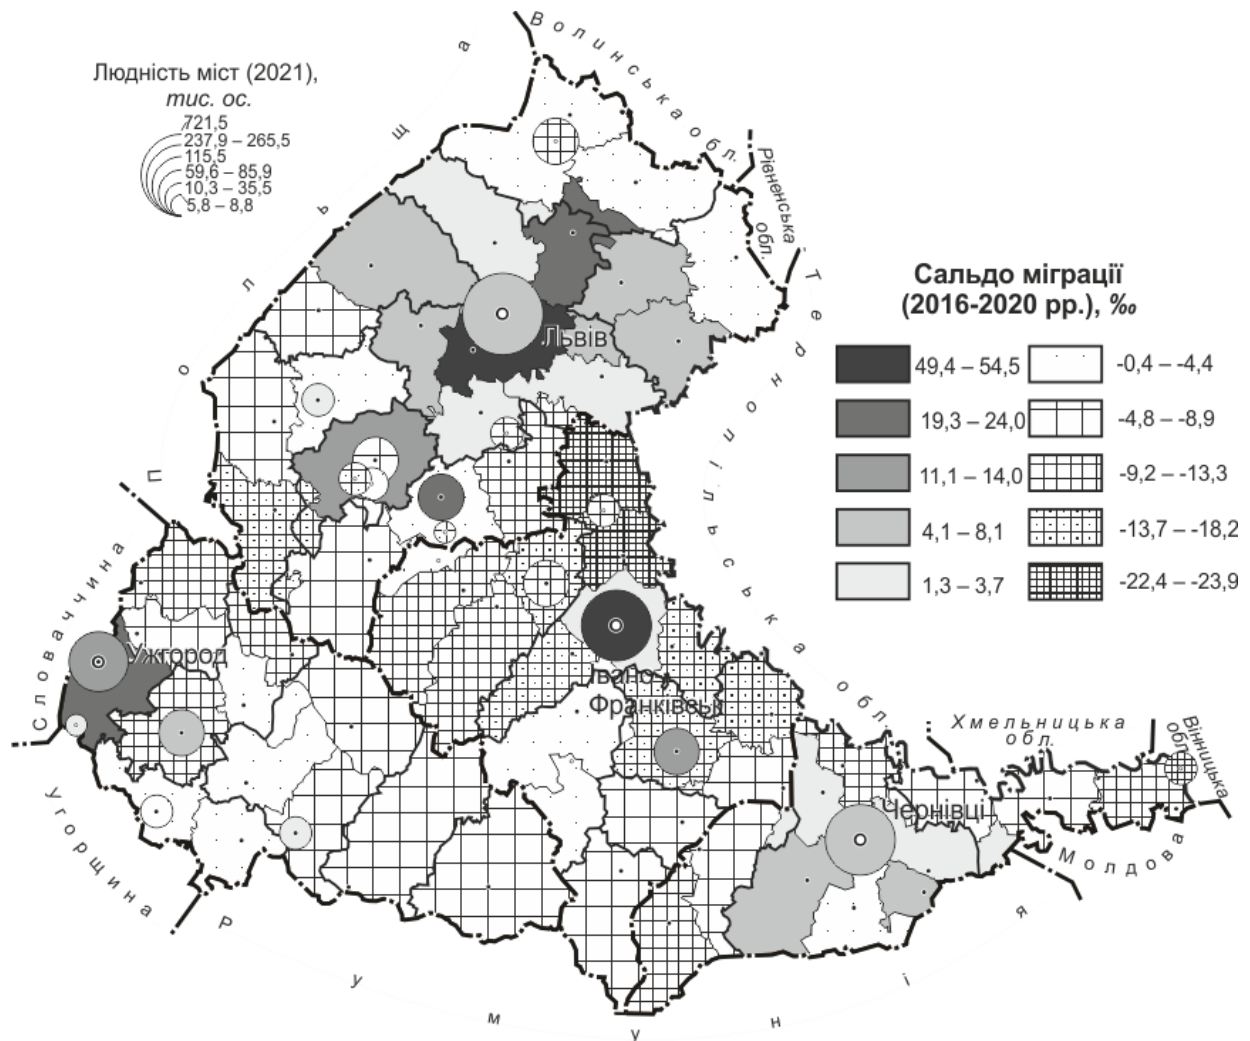 Людність міст (2021),
тис. ос.
721,5
237,9 – 265,5
115,5
59,6 – 85,9
10,3 – 35,5
5,8 – 8,8
Волинська обл.
Рівненська
обл.
Польща
Тернопільська обл.
Сальдо міграції
(2016-2020 рр.), ‰
49,4 – 54,5
-0,4 – -4,4
19,3 – 24,0
-4,8 – -8,9
11,1 – 14,0
-9,2 – -13,3
4,1 – 8,1
-13,7 – -18,2
1,3 – 3,7
-22,4 – -23,9
Львів
Словаччина
Ужгород
Івано-
Франківськ
Хмельницька
обл.
Вінницька
обл.
Чернівці
Молдова
Угорщина
Румунія